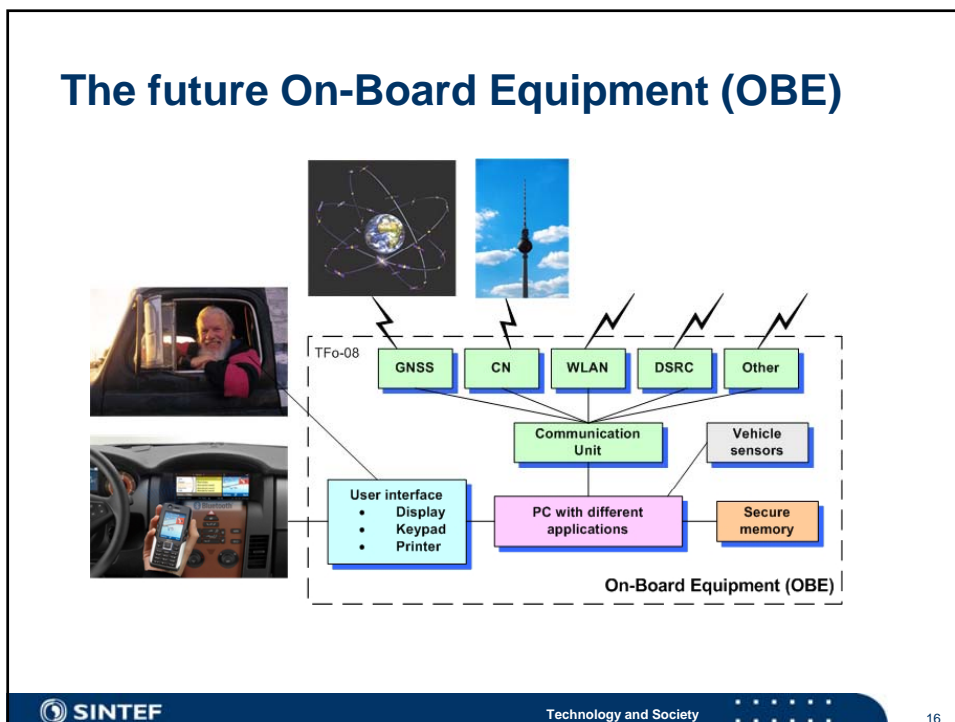 The future On-Board Equipment (OBE)
TFo-08
GNSS
CN
WLAN
DSRC
Other
Communication
Unit
Vehicle
sensors
User interface
• Display
• Keypad
• Printer
PC with different
applications
Secure
memory
On-Board Equipment (OBE)
Bluetooth
SINTEF
Technology and Society
16